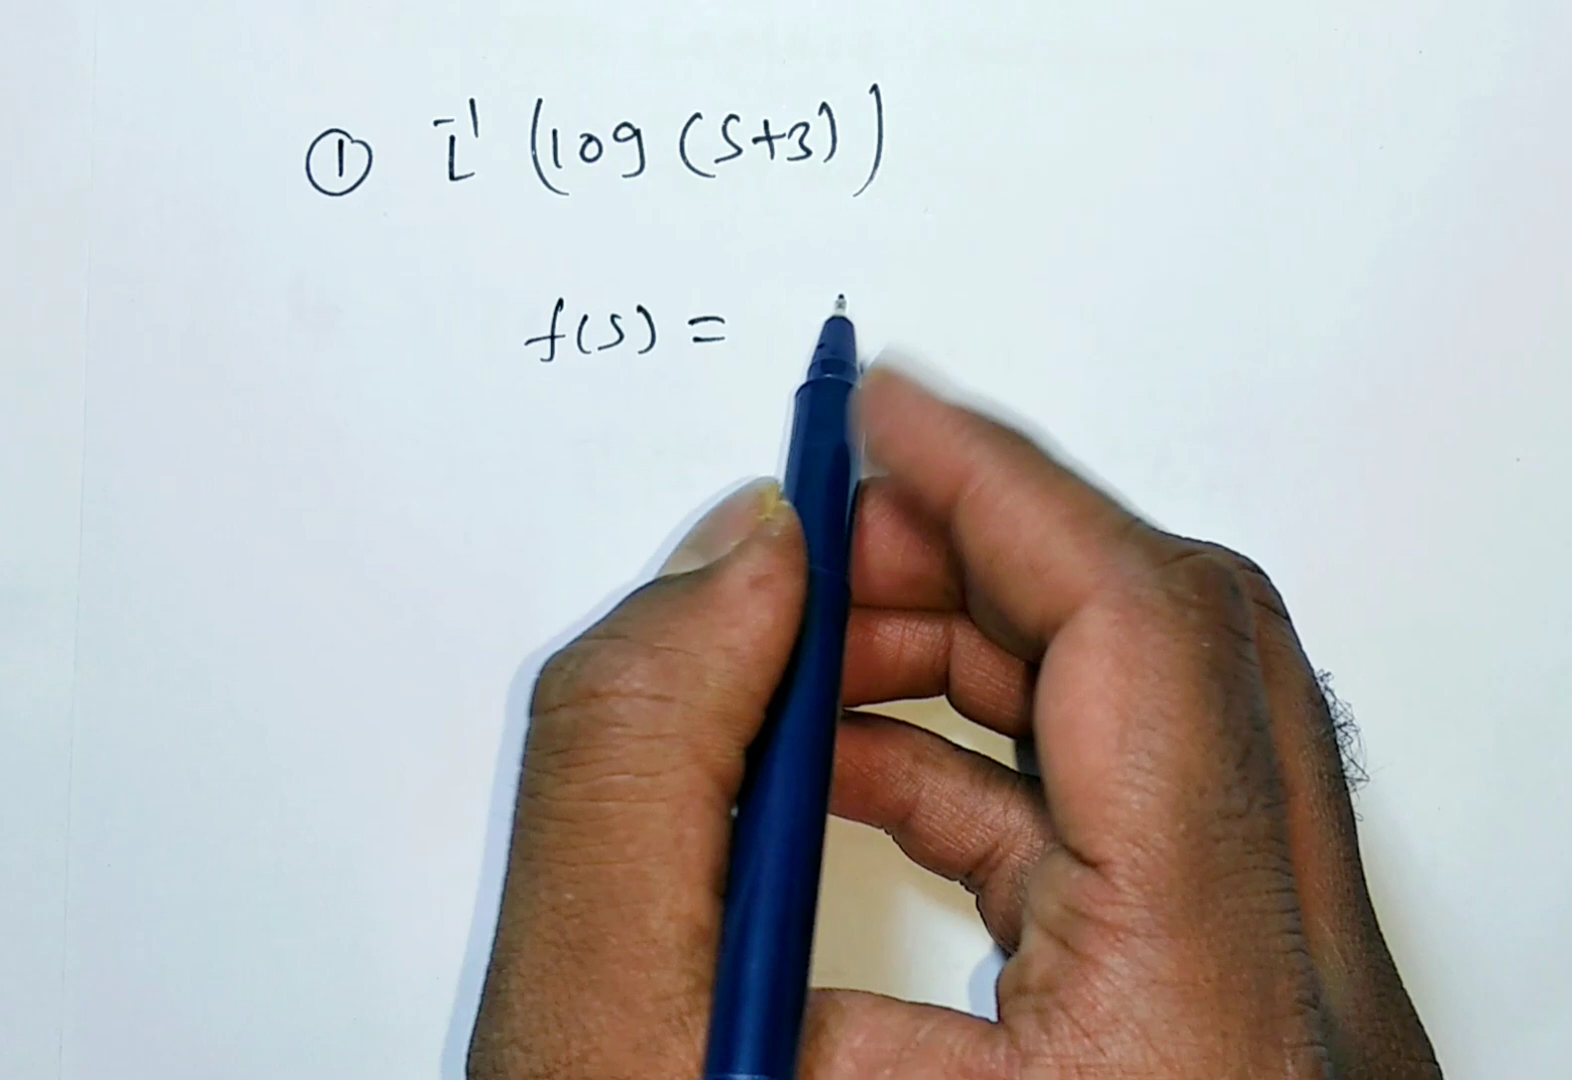 ① L⁻¹ (log (s+3))
f(s) =